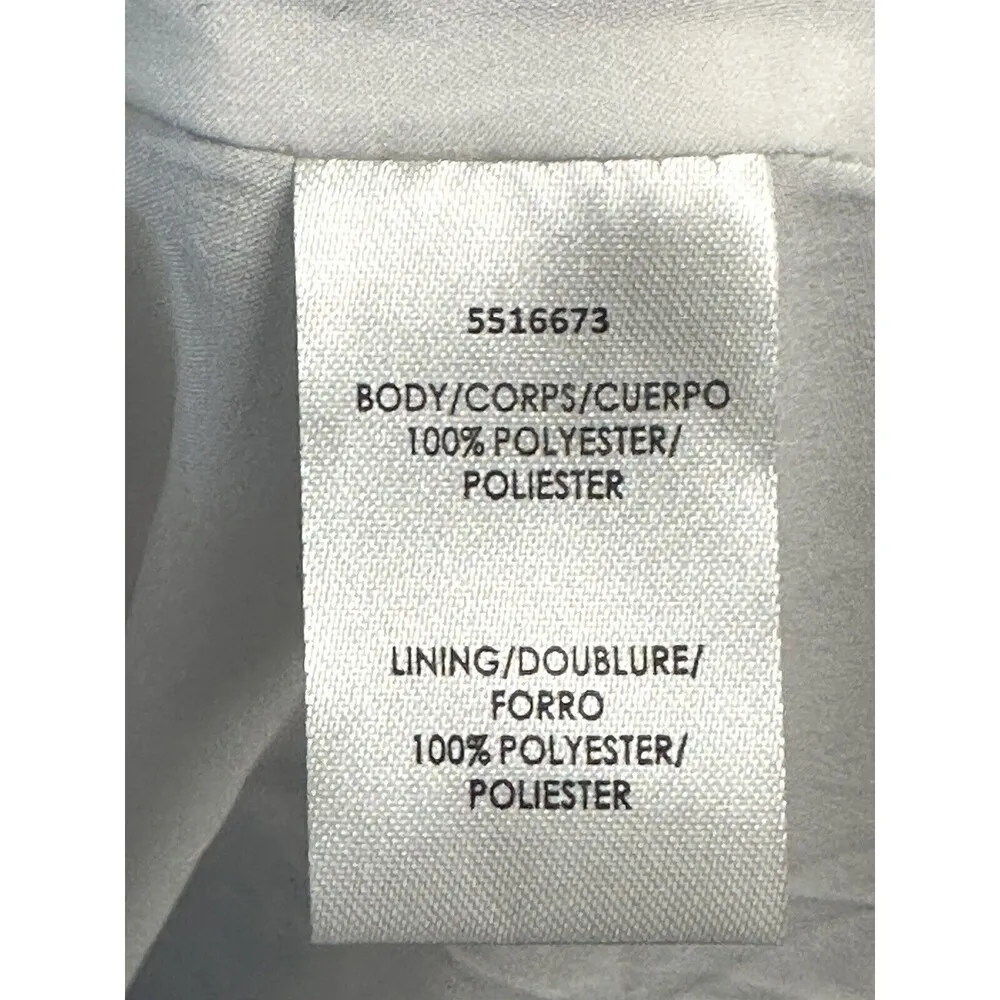 5516673
BODY/CORPS/CUERPO
100% POLYESTER/
POLIESTER
LINING/DOUBLURE/
FORRO
100% POLYESTER/
POLIESTER